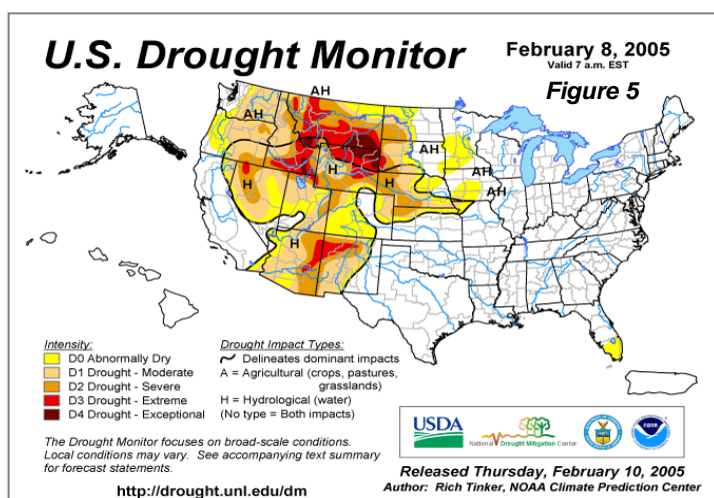 U.S. Drought Monitor
February 8, 2005
Valid 7 a.m. EST
Figure 5
AH
AH
AH
AH
AH
H
H
H
H
Intensity:
D0 Abnormally Dry
D1 Drought - Moderate
D2 Drought - Severe
D3 Drought - Extreme
D4 Drought - Exceptional
Drought Impact Types:
Delineates dominant impacts
A = Agricultural (crops, pastures,
grasslands)
H = Hydrological (water)
(No type = Both impacts)
The Drought Monitor focuses on broad-scale conditions.
Local conditions may vary. See accompanying text summary
for forecast statements.
http://drought.unl.edu/dm
USDA
National Drought Mitigation Center
Released Thursday, February 10, 2005
Author: Rich Tinker, NOAA Climate Prediction Center